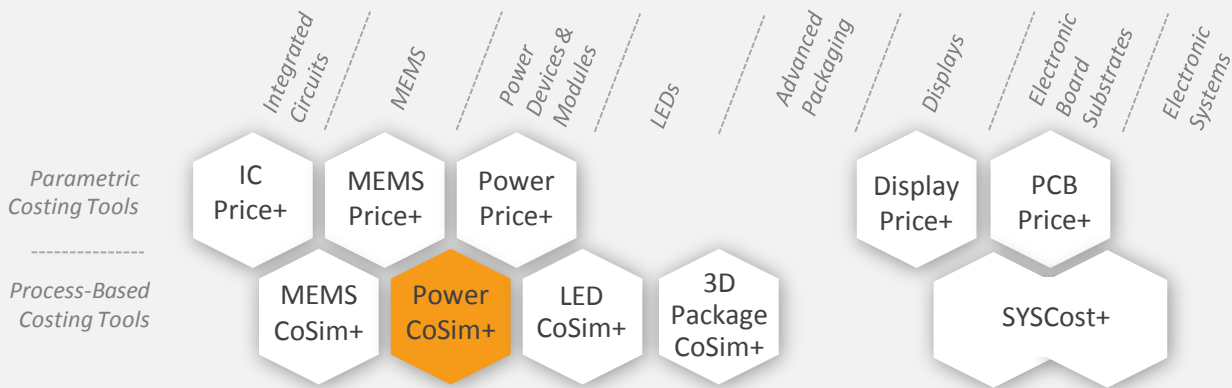 Integrated
Circuits
MEMS
Power
Devices &
Modules
LEDs
Advanced
Packaging
Displays
Electronic
Board
Substrates
Electronic
Systems
Parametric
Costing Tools
IC
Price+
MEMS
Price+
Power
Price+
Display
Price+
PCB
Price+
Process-Based
Costing Tools
MEMS
CoSim+
Power
CoSim+
LED
CoSim+
3D
Package
CoSim+
SYSCost+